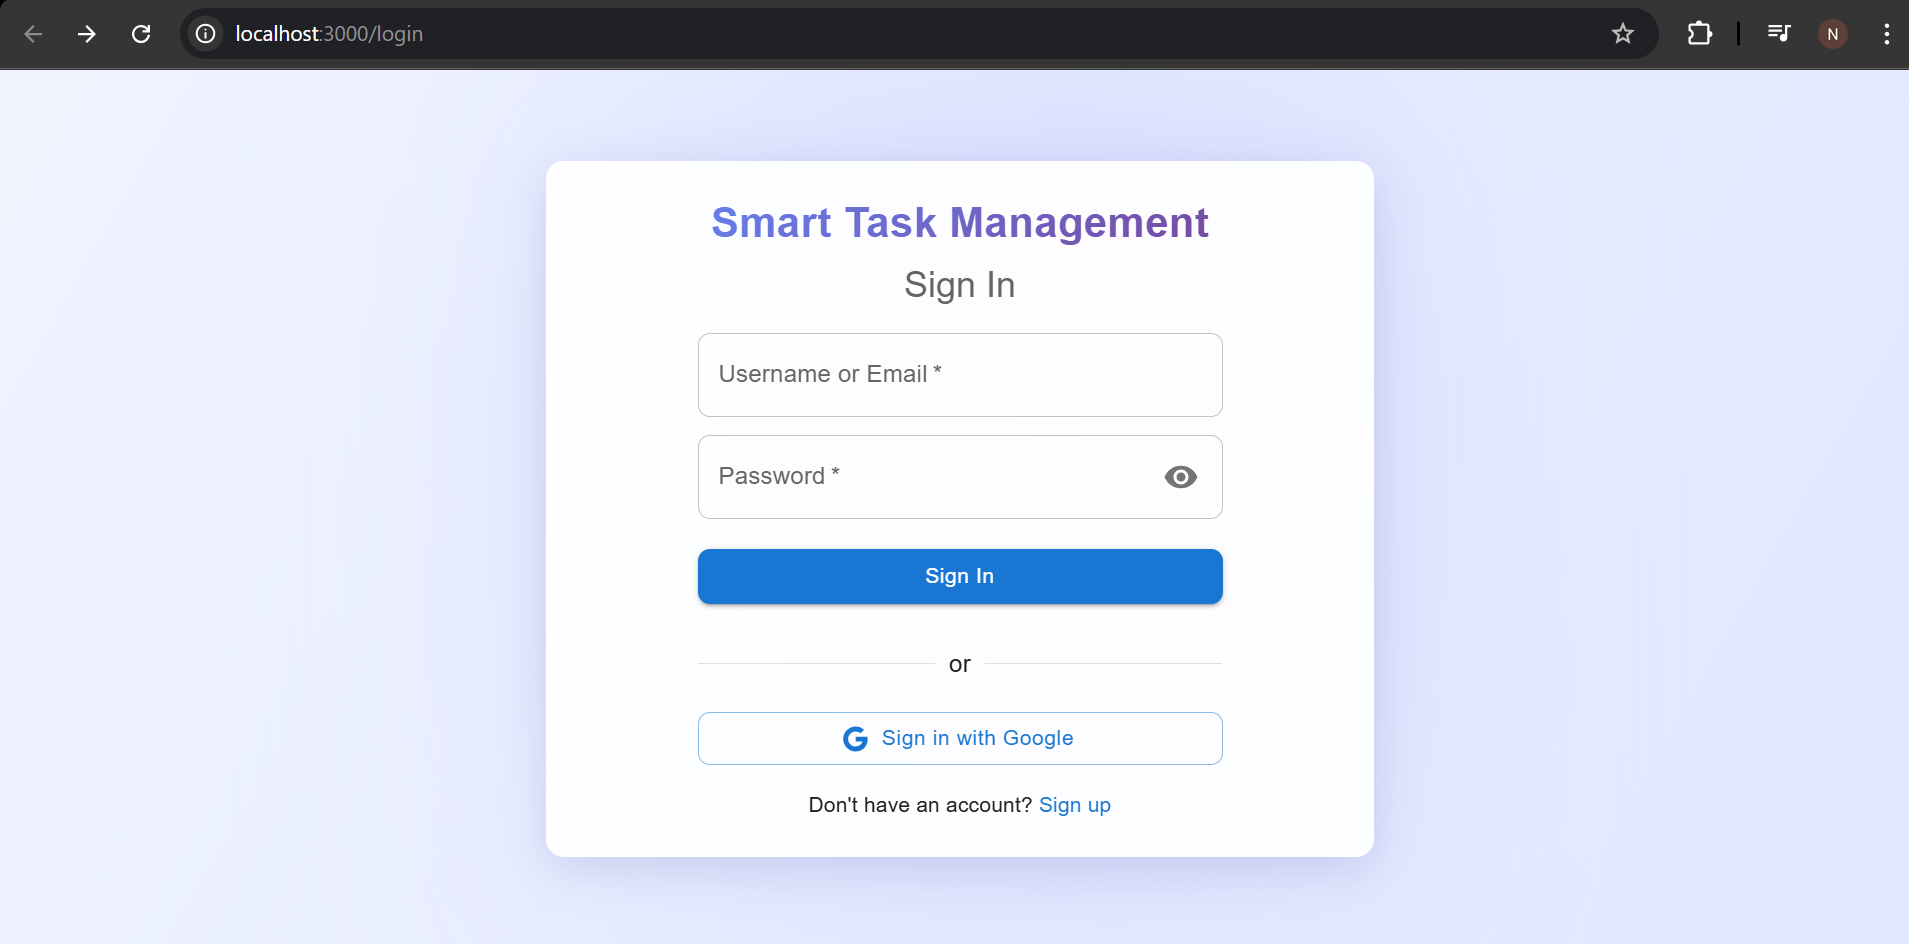 localhost:3000/login
N
Smart Task Management
Sign In
Username or Email *
Password *
Sign In
or
G Sign in with Google
Don't have an account? Sign up